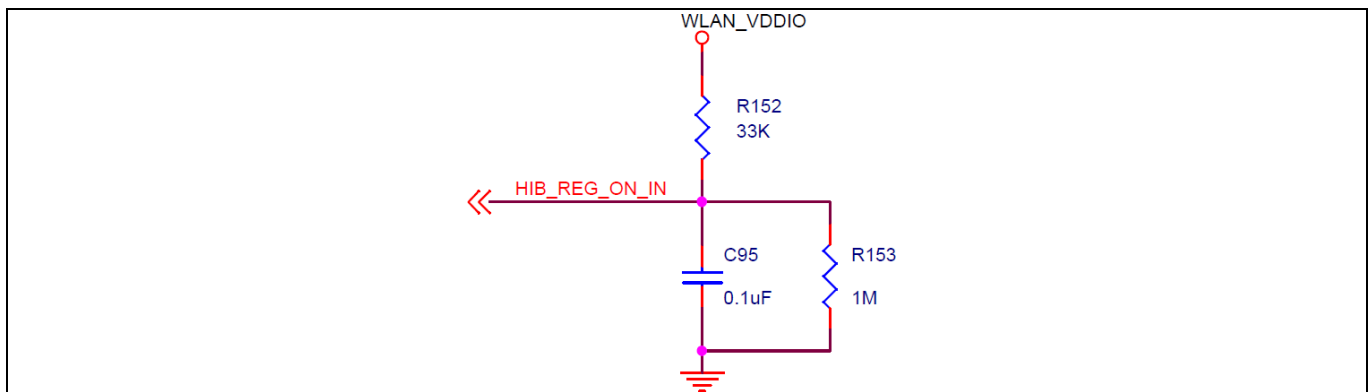 WLAN_VDDIO
R152
33K
HIB_REG_ON_IN
C95
R153
0.1uF
1M